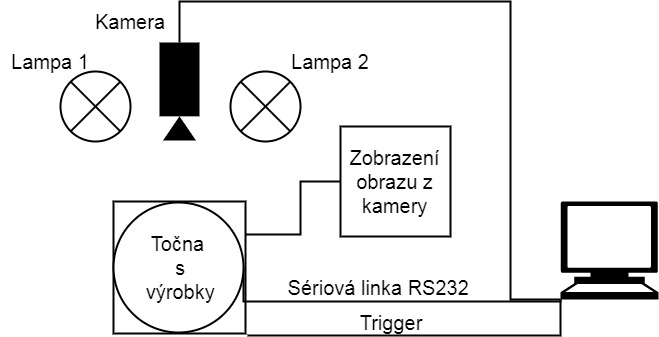 Kamera
Lampa 1
Lampa 2
Zobrazení
obrazu z
kamery
Točna
s
výrobky
Sériová linka RS232
Trigger